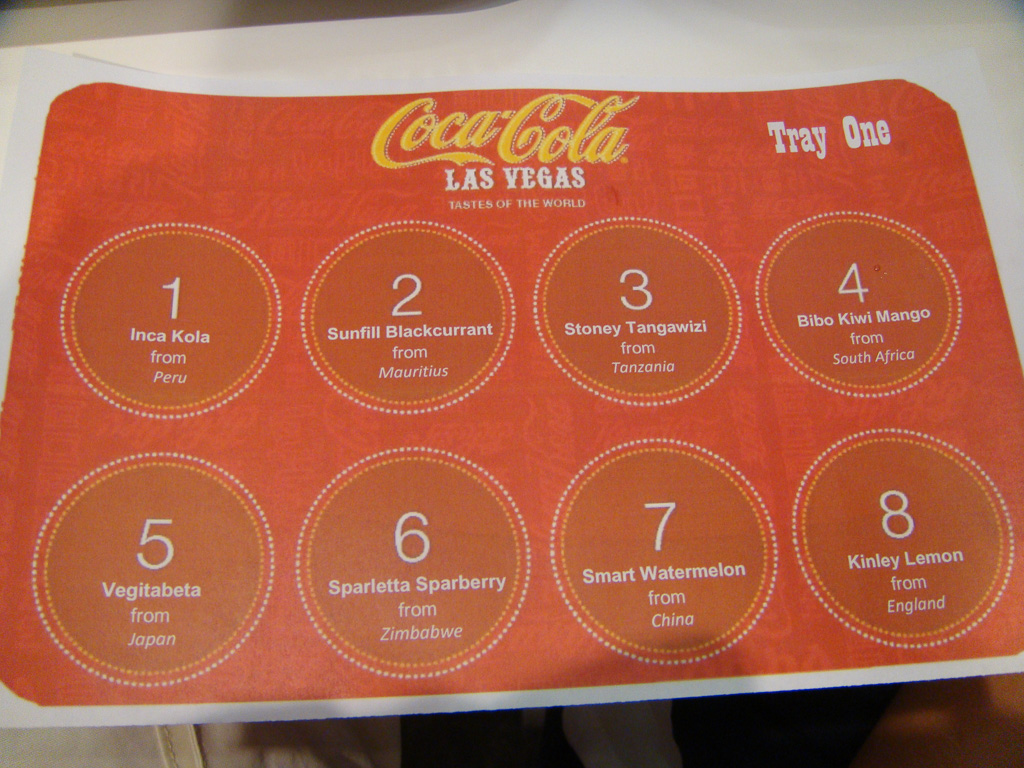 Coca-Cola
LAS VEGAS
TASTES OF THE WORLD
Tray One
1
Inca Kola
from
Peru
2
Sunfill Blackcurrant
from
Mauritius
3
Stoney Tangawizi
from
Tanzania
4
Bibo Kiwi Mango
from
South Africa
5
Vegitabeta
from
Japan
6
Sparletta Sparberry
from
Zimbabwe
7
Smart Watermelon
from
China
8
Kinley Lemon
from
England